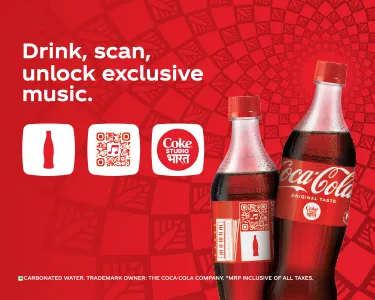 Drink, scan,
unlock exclusive
music.
Coke
STUDIO
भारत
Coca-Cola
ORIGINAL TASTE
CARBONATED WATER. TRADEMARK OWNER: THE COCA-COLA COMPANY. *MRP INCLUSIVE OF ALL TAXES.